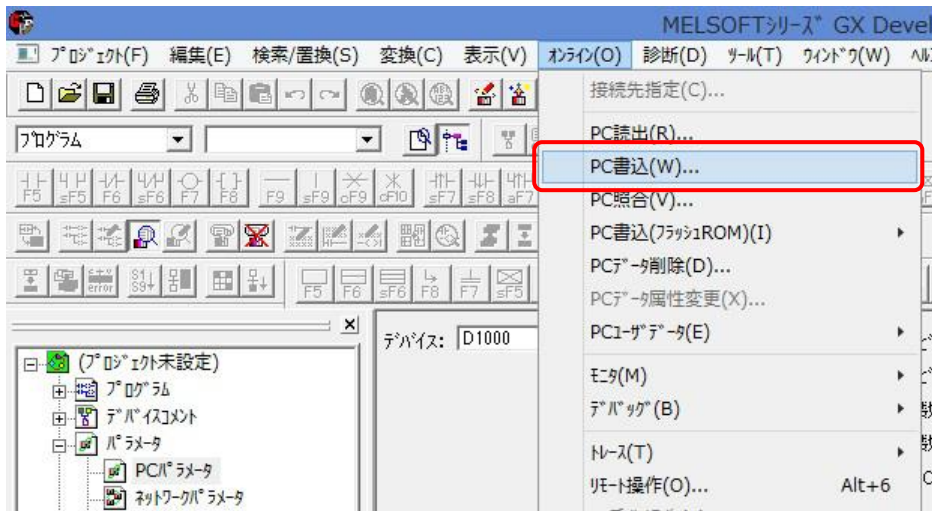 MELSOFTｼﾘｰｽﾞ GX Devel
ﾌﾟﾛｼﾞｪｸﾄ(F) 編集(E) 検索/置換(S) 変換(C) 表示(V) ｵﾝﾗｲﾝ(O) 診断(D) ﾂｰﾙ(T) ｳｨﾝﾄﾞｳ(W) ﾍﾙ
接続先指定(C)...
ﾌﾟﾛｸﾞﾗﾑ
PC読出(R)...
PC書込(W)...
F5 sF5 F6 sF6 F7 F8 F9 sF9 cF9 cF10 sF7 sF8 aF7
PC照合(V)...
PC書込(ﾌﾗｯｼｭROM)(I)
PCﾃﾞｰﾀ削除(D)...
error
F5 F6 sF6 F8 F7 sF5
PCﾃﾞｰﾀ属性変更(X)...
ﾃﾞﾊﾞｲｽ: D1000
PCﾕｰｻﾞﾃﾞｰﾀ(E)
(ﾌﾟﾛｼﾞｪｸﾄ未設定)
ﾌﾟﾛｸﾞﾗﾑ
ﾓﾆﾀ(M)
ﾃﾞﾊﾞｲｽｺﾒﾝﾄ
ﾃﾞﾊﾞｯｸﾞ(B)
ﾊﾟﾗﾒｰﾀ
ﾄﾚｰｽ(T)
PCﾊﾟﾗﾒｰﾀ
ﾈｯﾄﾜｰｸﾊﾟﾗﾒｰﾀ
ﾘﾓｰﾄ操作(O)... Alt+6